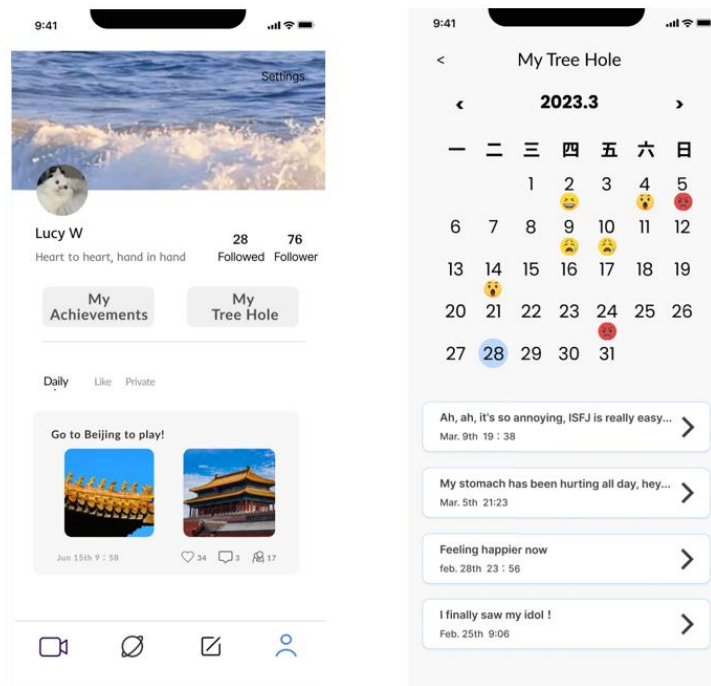 9:41
Settings
Lucy W
Heart to heart, hand in hand
28 76
Followed Follower
My
Achievements
My
Tree Hole
Daily Like Private
Go to Beijing to play!
Jun 15th 9：58
34 3 17
9:41
< My Tree Hole
‹ 2023.3 ›
一 二 三 四 五 六 日
1 2 3 4 5
6 7 8 9 10 11 12
13 14 15 16 17 18 19
20 21 22 23 24 25 26
27 28 29 30 31
Ah, ah, it's so annoying, ISFJ is really easy...
Mar. 9th 19：38
My stomach has been hurting all day, hey...
Mar. 5th 21:23
Feeling happier now
feb. 28th 23：56
I finally saw my idol !
Feb. 25th 9:06